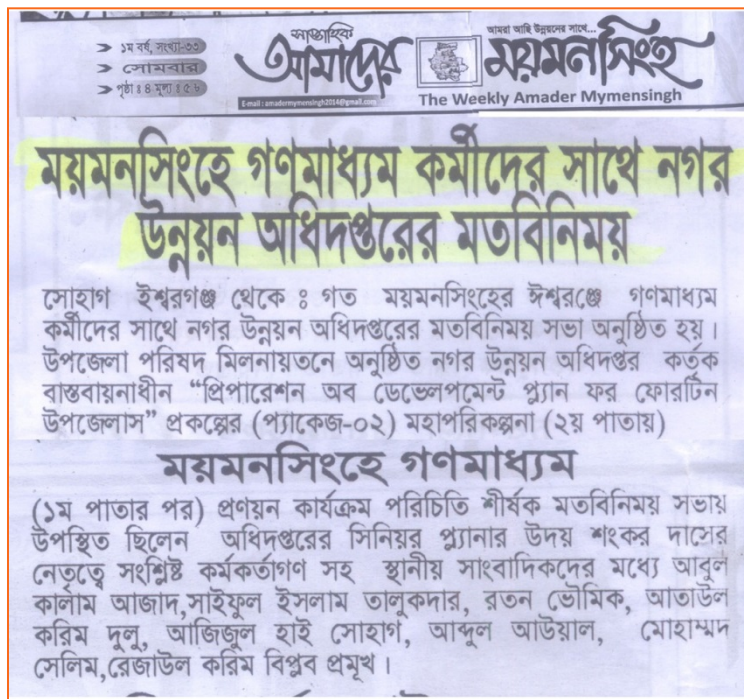 ➢ ১ম বর্ষ, সংখ্যা-৩৩
➢ সোমবার
➢ পৃষ্ঠা ঃ ৪ মূল্য ঃ ৫৳
সাপ্তাহিক
আমাদের
E-mail : amadermymensingh2014@gmail.com
আমরা আছি উন্নয়নের সাথে...
ময়মনসিংহ
The Weekly Amader Mymensingh
ময়মনসিংহে গণমাধ্যম কর্মীদের সাথে নগর
উন্নয়ন অধিদপ্তরের মতবিনিময়
সোহাগ ইশ্বরগঞ্জ থেকে ঃ গত ময়মনসিংহের ঈশ্বরঞ্জে গণমাধ্যম
কর্মীদের সাথে নগর উন্নয়ন অধিদপ্তরের মতবিনিময় সভা অনুষ্ঠিত হয়।
উপজেলা পরিষদ মিলনায়তনে অনুষ্ঠিত নগর উন্নয়ন অধিদপ্তর কর্তৃক
বাস্তবায়নাধীন “প্রিপারেশন অব ডেভেলপমেন্ট প্ল্যান ফর ফোরটিন
উপজেলাস” প্রকল্পের (প্যাকেজ-০২) মহাপরিকল্পনা (২য় পাতায়)
ময়মনসিংহে গণমাধ্যম
(১ম পাতার পর) প্রণয়ন কার্যক্রম পরিচিতি শীর্ষক মতবিনিময় সভায়
উপস্থিত ছিলেন অধিদপ্তরের সিনিয়র প্ল্যানার উদয় শংকর দাসের
নেতৃত্বে সংশ্লিষ্ট কর্মকর্তাগণ সহ স্থানীয় সাংবাদিকদের মধ্যে আবুল
কালাম আজাদ,সাইফুল ইসলাম তালুকদার, রতন ভৌমিক, আতাউল
করিম দুলু, আজিজুল হাই সোহাগ, আব্দুল আউয়াল, মোহাম্মদ
সেলিম,রেজাউল করিম বিপ্লব প্রমূখ।